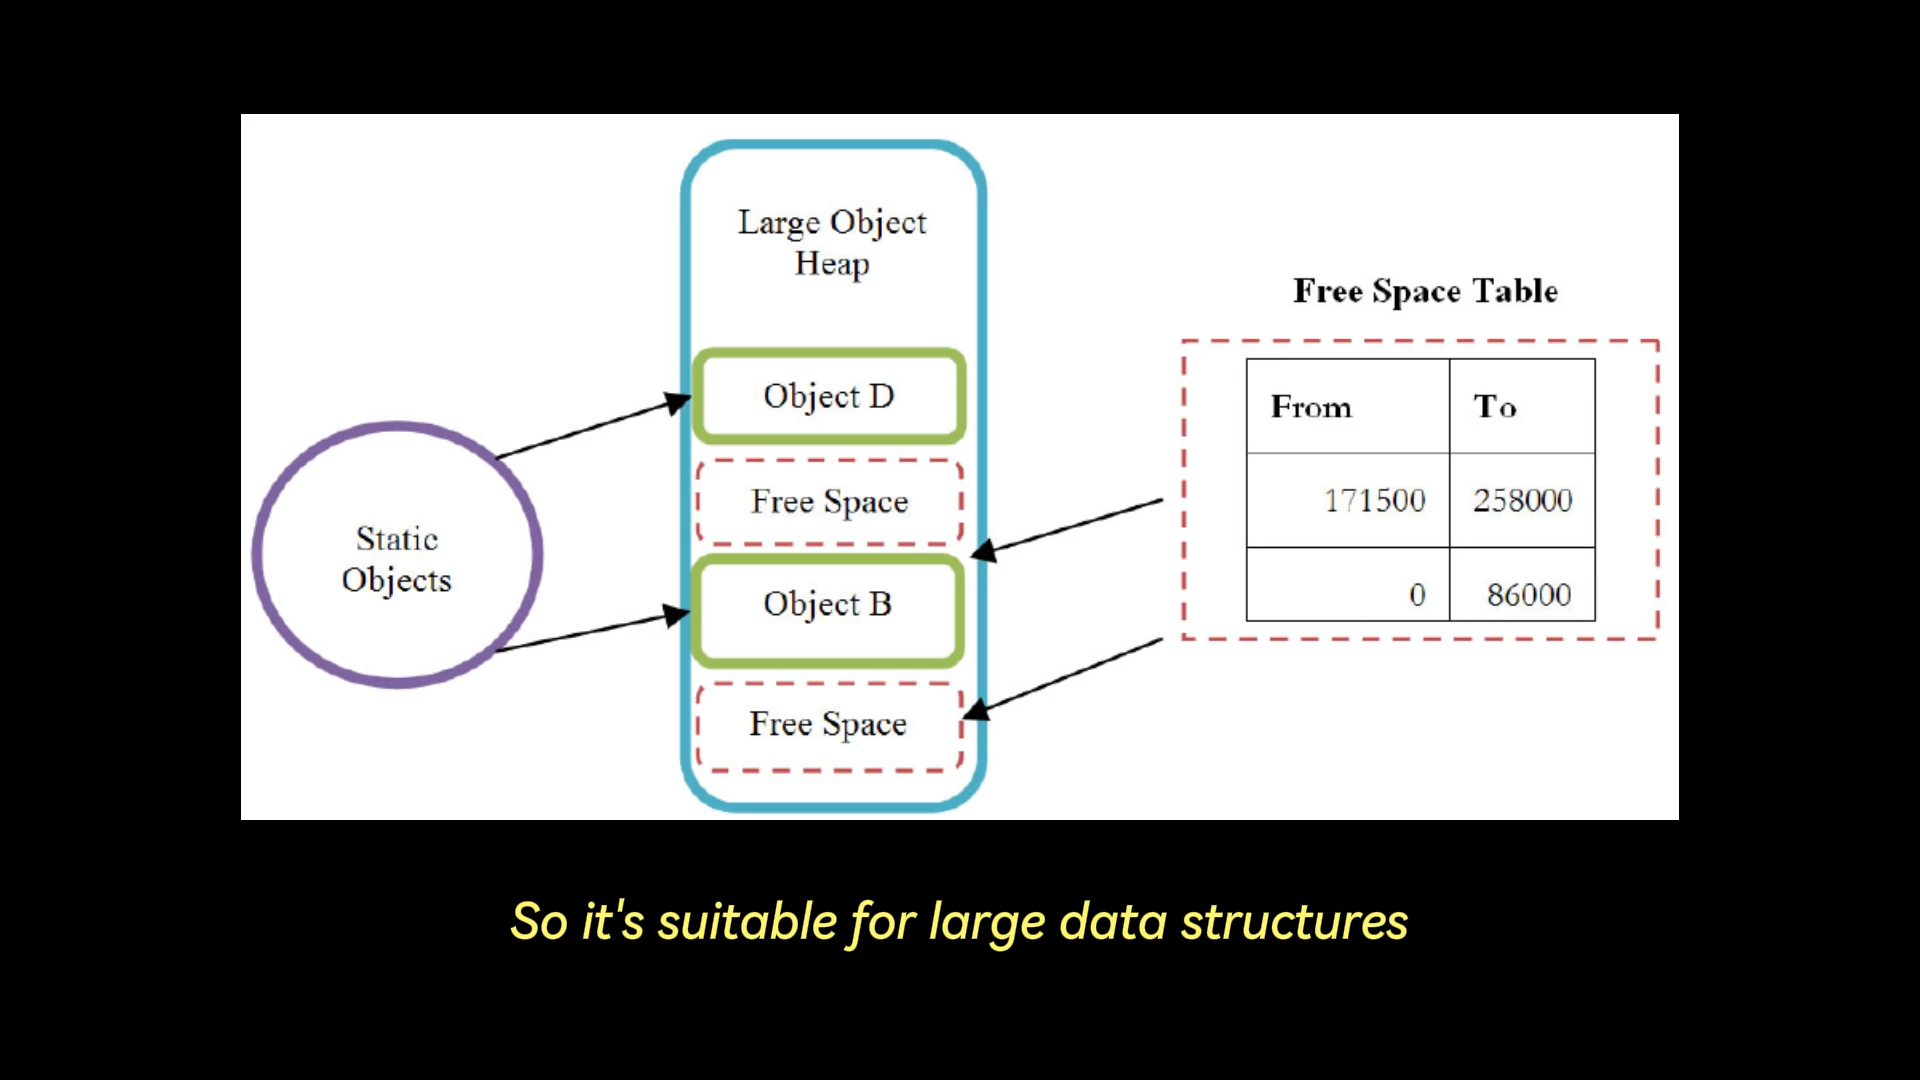 Large Object
Heap
Free Space Table
Object D
From To
Free Space
171500 258000
Static
Objects
Object B
0 86000
Free Space
So it's suitable for large data structures